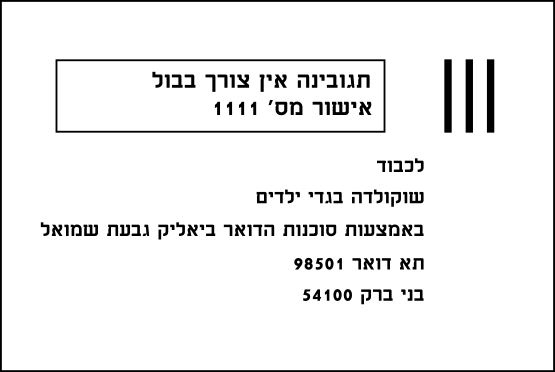 תגובינה אין צורך בבול
אישור מס' 1111
לכבוד
שוקולדה בגדי ילדים
באמצעות סוכנות הדואר ביאליק גבעת שמואל
תא דואר 98501
בני ברק 54100